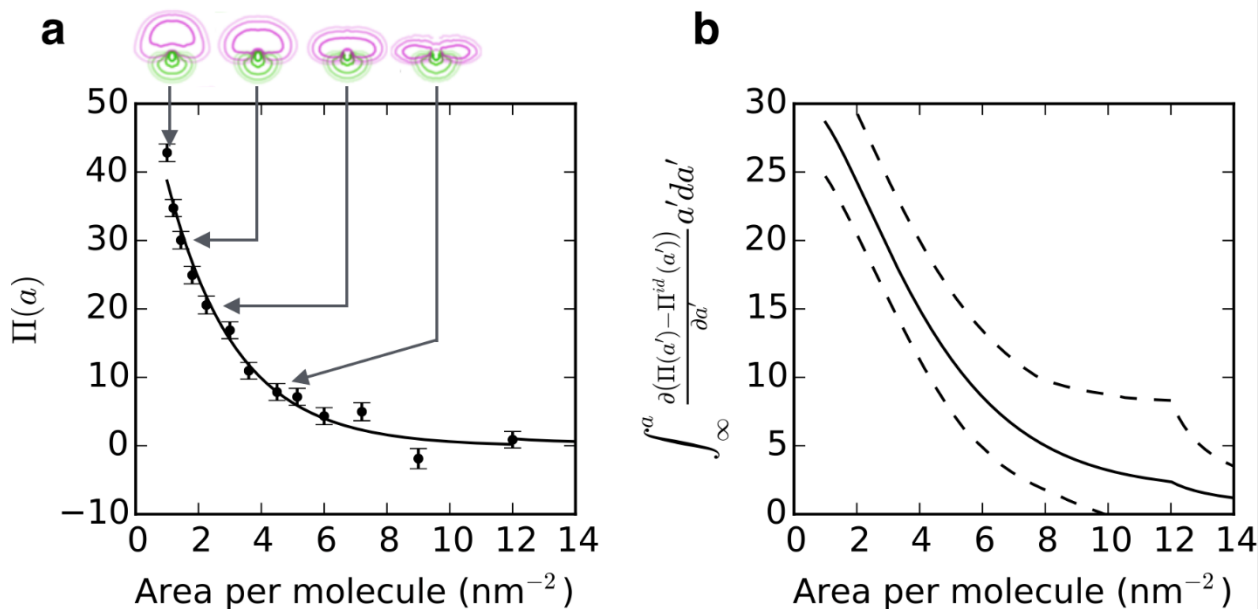 a
b
50
40
30
20
10
0
−10
Π(a)
0 2 4 6 8 10 12 14
Area per molecule (nm⁻²)
30
25
20
15
10
5
0
∫_∞^a ∂(Π(a′)−Π^{id}(a′))/∂a′ a′da′
0 2 4 6 8 10 12 14
Area per molecule (nm⁻²)